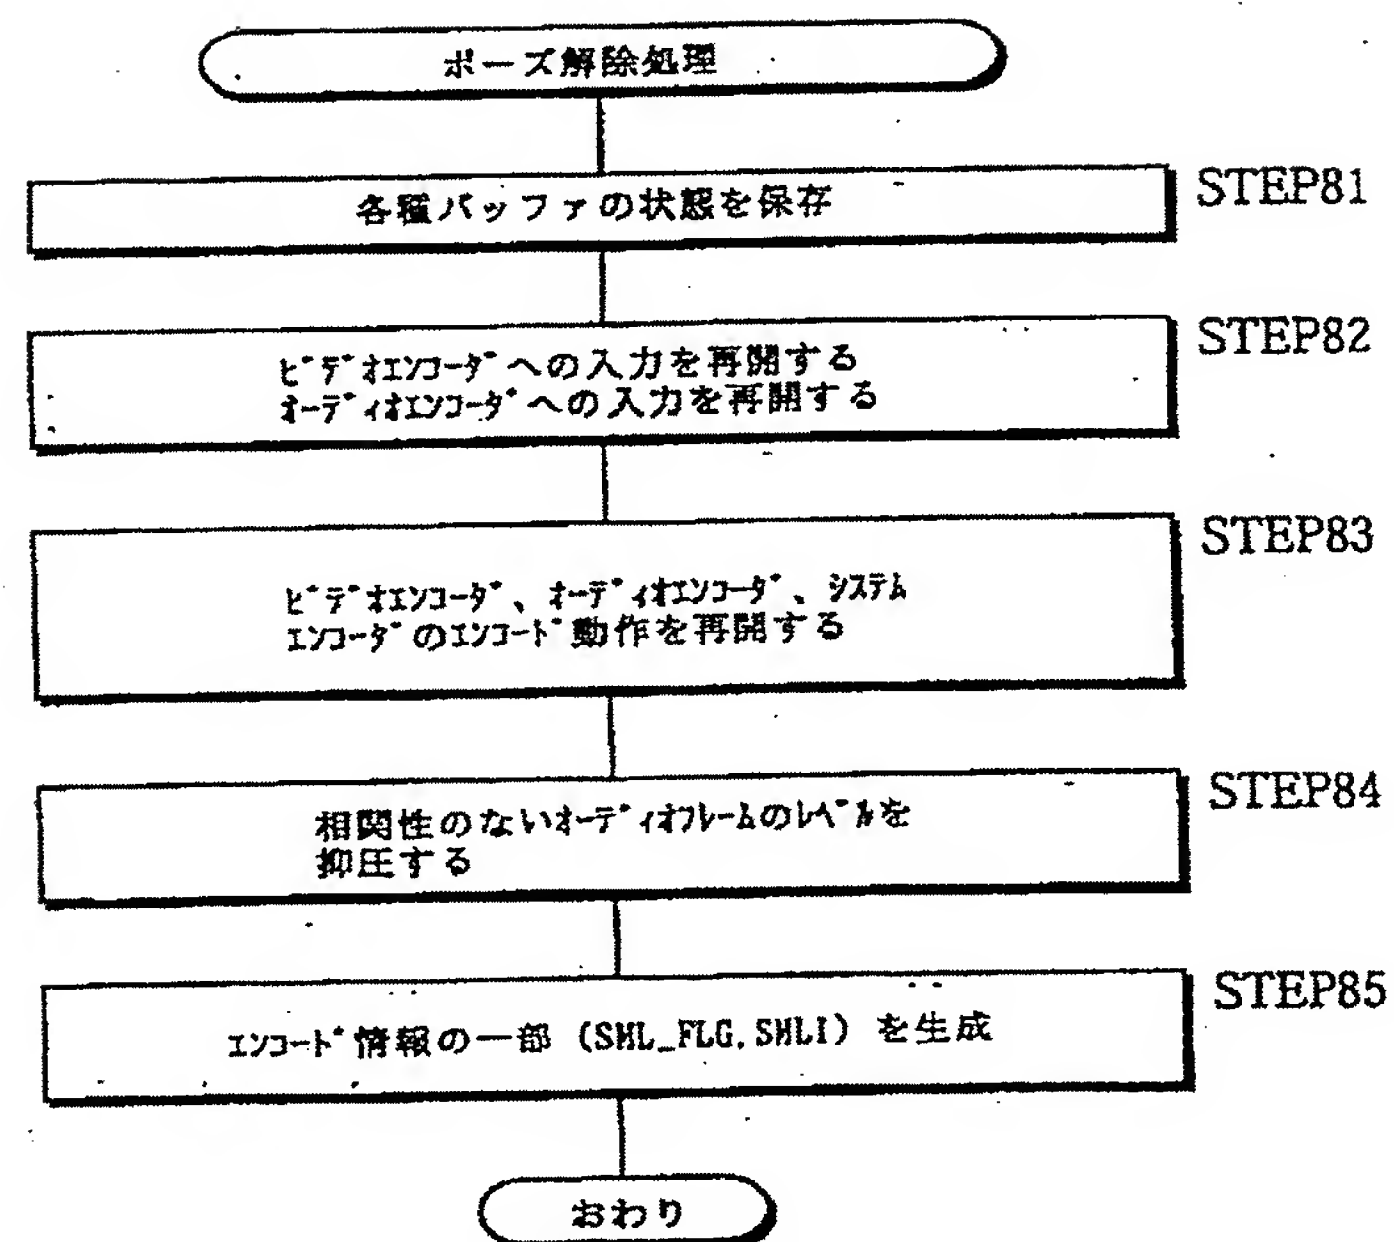 ポーズ解除処理
各種バッファの状態を保存
STEP81
ビデオエンコーダへの入力を再開する
オーディオエンコーダへの入力を再開する
STEP82
ビデオエンコーダ、オーディオエンコーダ、システム
エンコーダのエンコード動作を再開する
STEP83
相関性のないオーディオフレームのレベルを
抑圧する
STEP84
エンコード情報の一部 (SML_FLG, SMLI) を生成
STEP85
おわり